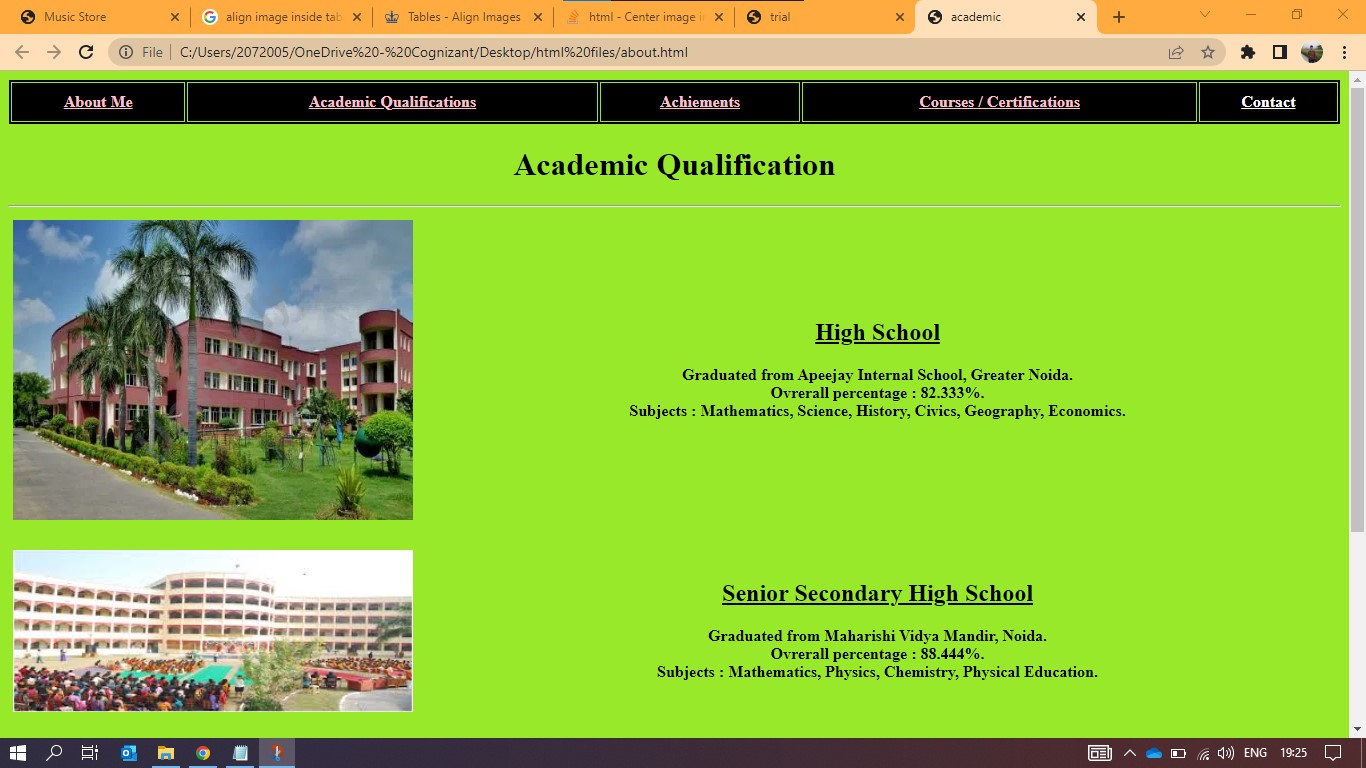 Music Store
align image inside tab
Tables - Align Images
html - Center image i
trial
academic
File
C:/Users/2072005/OneDrive%20-%20Cognizant/Desktop/html%20files/about.html
About Me
Academic Qualifications
Achiements
Courses / Certifications
Contact
Academic Qualification
High School
Graduated from Apeejay Internal School, Greater Noida.
Ovrerall percentage : 82.333%.
Subjects : Mathematics, Science, History, Civics, Geography, Economics.
Senior Secondary High School
Graduated from Maharishi Vidya Mandir, Noida.
Ovrerall percentage : 88.444%.
Subjects : Mathematics, Physics, Chemistry, Physical Education.
ENG
19:25